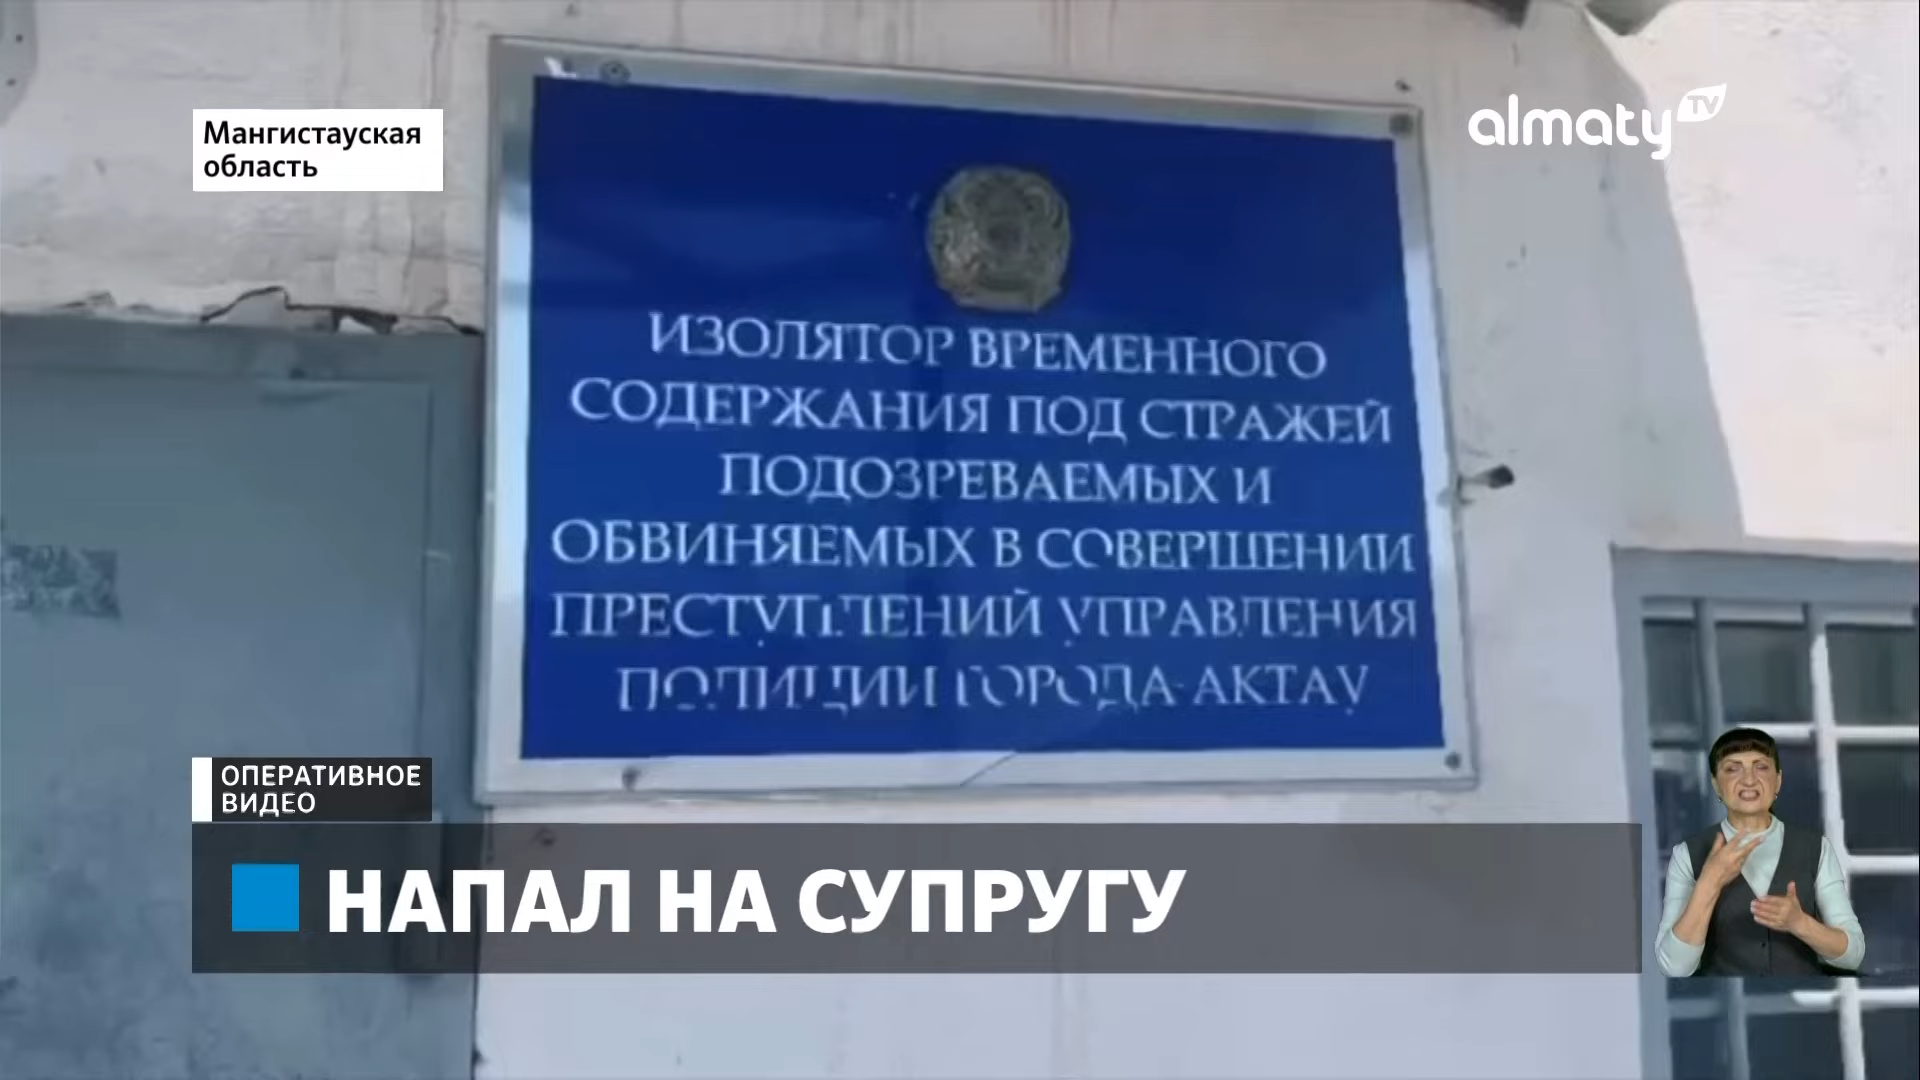 Мангистауская
область
almaty TV
ИЗОЛЯТОР ВРЕМЕННОГО
СОДЕРЖАНИЯ ПОД СТРАЖЕЙ
ПОДОЗРЕВАЕМЫХ И
ОБВИНЯЕМЫХ В СОВЕРШЕНИИ
ПРЕСТУПЛЕНИЙ УПРАВЛЕНИЯ
ПОЛИЦИИ ГОРОДА АКТАУ
ОПЕРАТИВНОЕ
ВИДЕО
НАПАЛ НА СУПРУГУ